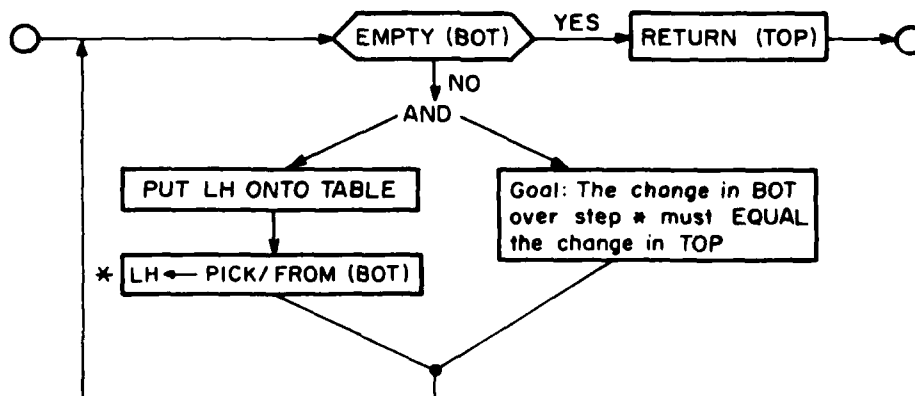 EMPTY (BOT)
YES
RETURN (TOP)
NO
AND
PUT LH ONTO TABLE
Goal: The change in BOT
over step * must EQUAL
the change in TOP
* LH ← PICK/FROM (BOT)